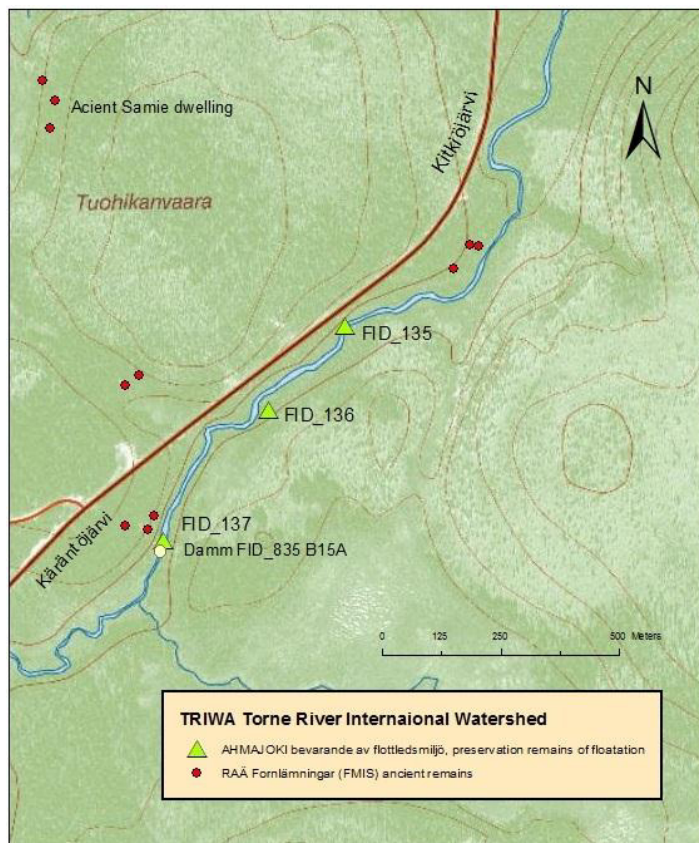 Acient Samie dwelling
N
Kitkiöjärvi
Tuohikanvaara
FID_135
FID_136
FID_137
Damm FID_835 B15A
Käräntöjärvi
0 125 250 500 Meters
TRIWA Torne River Internaional Watershed
AHMAJOKI bevarande av flottledsmiljö, preservation remains of floatation
RAÄ Fornlämningar (FMIS) ancient remains